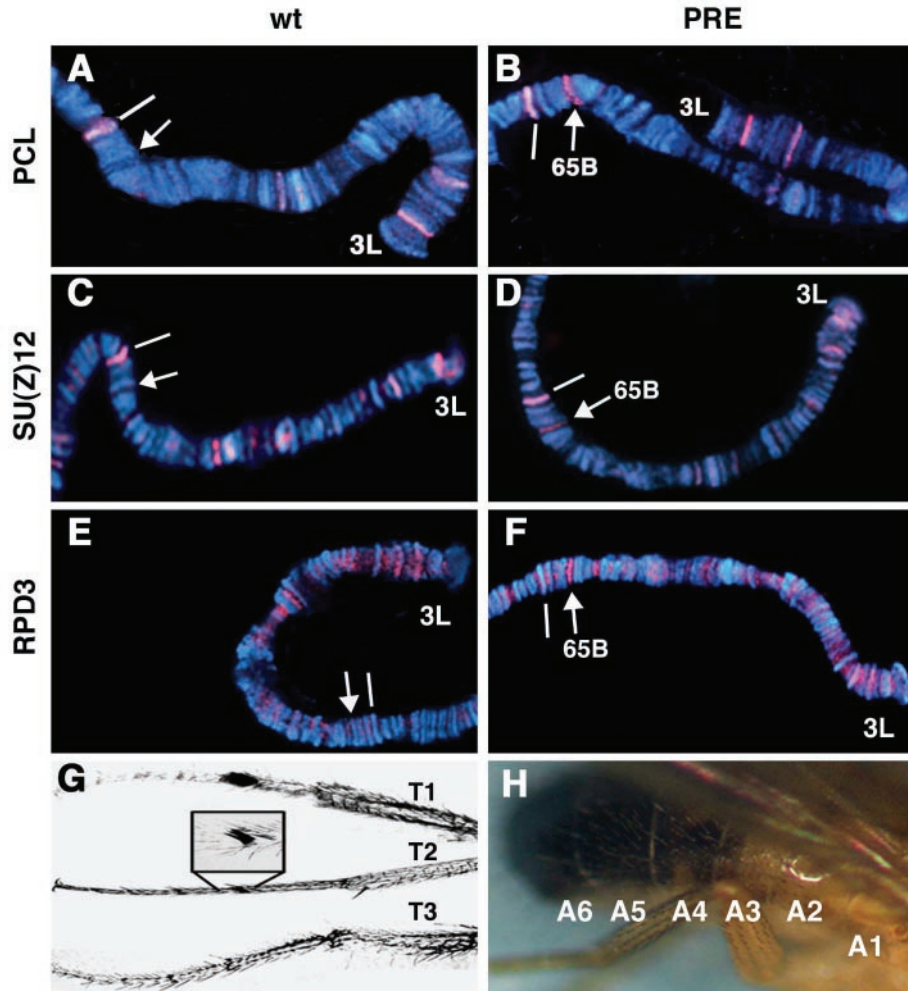 wt
PRE
PCL
A
3L
B
3L
65B
SU(Z)12
C
3L
D
3L
65B
RPD3
E
3L
F
65B
3L
G
T1
T2
T3
H
A6 A5 A4 A3 A2 A1